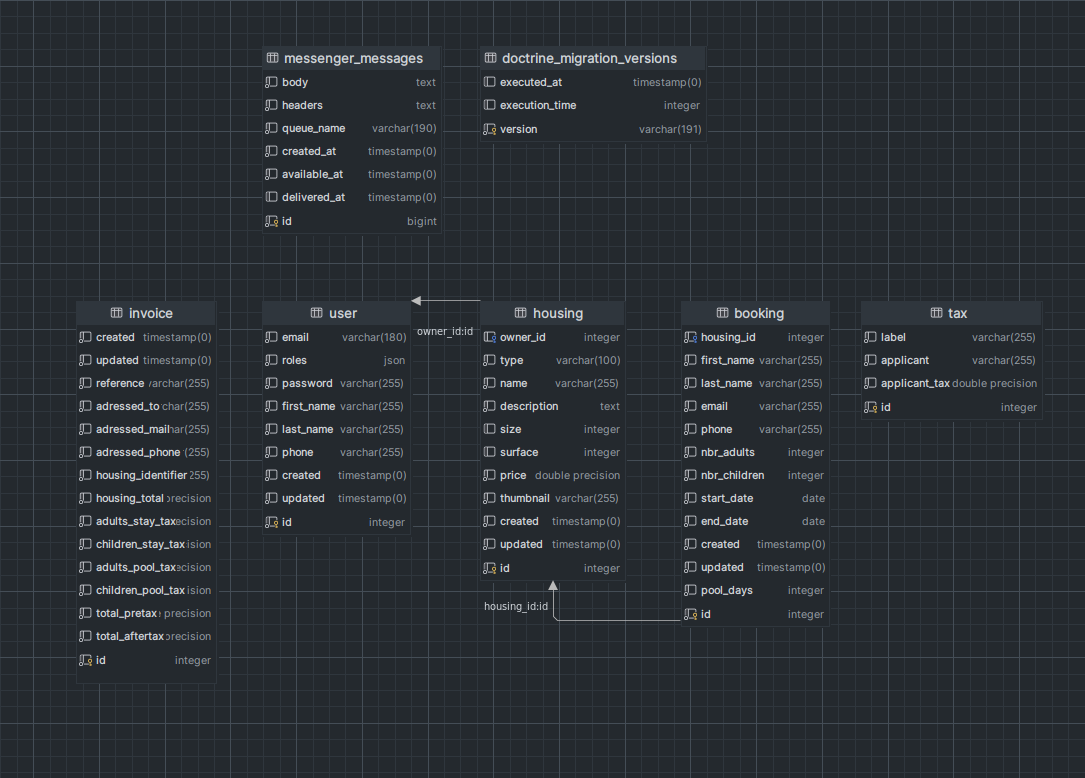 messenger_messages
body text
headers text
queue_name varchar(190)
created_at timestamp(0)
available_at timestamp(0)
delivered_at timestamp(0)
id bigint
doctrine_migration_versions
executed_at timestamp(0)
execution_time integer
version varchar(191)
invoice
created timestamp(0)
updated timestamp(0)
reference varchar(255)
adressed_to char(255)
adressed_mail ar(255)
adressed_phone (255)
housing_identifier 255)
housing_total precision
adults_stay_tax ecision
children_stay_tax ision
adults_pool_tax ecision
children_pool_tax ision
total_pretax precision
total_aftertax precision
id integer
user
email varchar(180)
roles json
password varchar(255)
first_name varchar(255)
last_name varchar(255)
phone varchar(255)
created timestamp(0)
updated timestamp(0)
id integer
owner_id:id
housing
owner_id integer
type varchar(100)
name varchar(255)
description text
size integer
surface integer
price double precision
thumbnail varchar(255)
created timestamp(0)
updated timestamp(0)
id integer
housing_id:id
booking
housing_id integer
first_name varchar(255)
last_name varchar(255)
email varchar(255)
phone varchar(255)
nbr_adults integer
nbr_children integer
start_date date
end_date date
created timestamp(0)
updated timestamp(0)
pool_days integer
id integer
tax
label varchar(255)
applicant varchar(255)
applicant_tax double precision
id integer